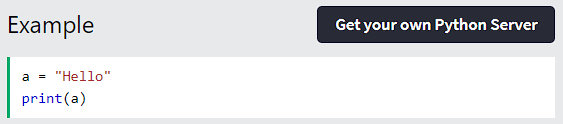 Example
Get your own Python Server
a = "Hello"
print(a)